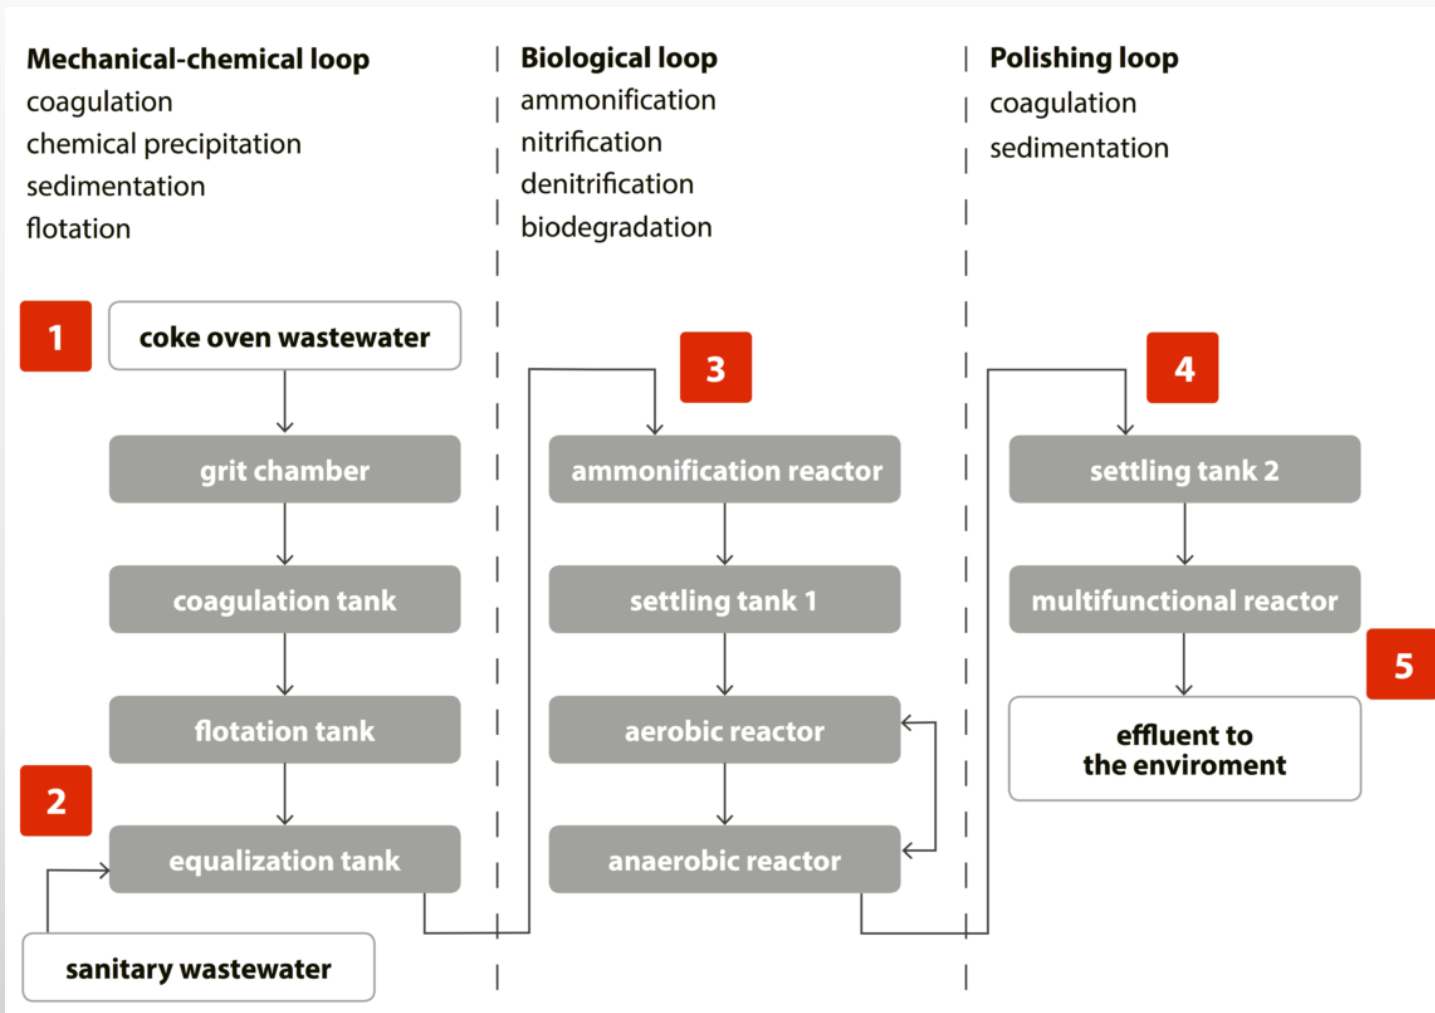 Mechanical-chemical loop
coagulation
chemical precipitation
sedimentation
flotation
Biological loop
ammonification
nitrification
denitrification
biodegradation
Polishing loop
coagulation
sedimentation
1
coke oven wastewater
grit chamber
coagulation tank
flotation tank
2
equalization tank
sanitary wastewater
3
ammonification reactor
settling tank 1
aerobic reactor
anaerobic reactor
4
settling tank 2
multifunctional reactor
5
effluent to
the enviroment